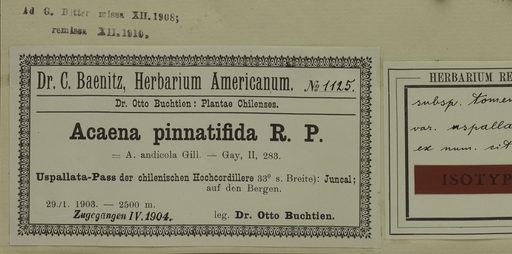 Ad G. Bitter missa XII.1908;
remissa XII.1910.
Dr. C. Baenitz, Herbarium Americanum. No 1125.
Dr. Otto Buchtien: Plantae Chilenses.
Acaena pinnatifida R. P.
= A. andicola Gill. — Gay, II, 283.
Uspallata-Pass der chilenischen Hochcordillere 33° s. Breite): Juncal;
auf den Bergen.
29./1. 1903. — 2500 m.
Zugegangen IV. 1904. leg. Dr. Otto Buchtien.
HERBARIUM RE
subsp. tomen
var. uspalla
ex num. cit
ISOTYP